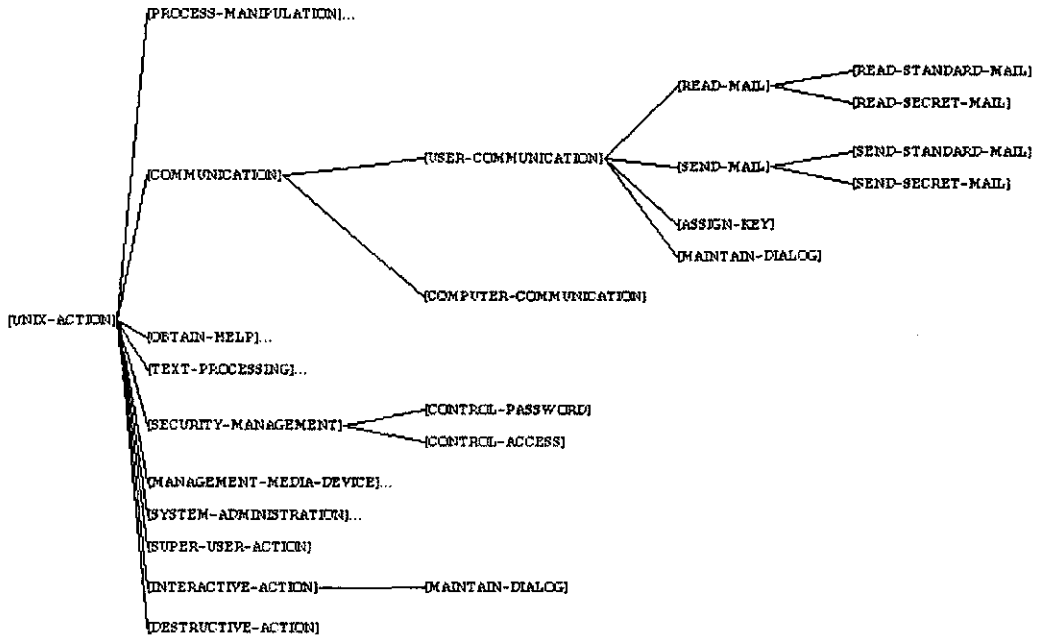 [PROCESS-MANIPULATION]...
[READ-STANDARD-MAIL]
[READ-MAIL]
[READ-SECRET-MAIL]
[SEND-STANDARD-MAIL]
[USER-COMMUNICATION]
[SEND-MAIL]
[COMMUNICATION]
[SEND-SECRET-MAIL]
[ASSIGN-KEY]
[MAINTAIN-DIALOG]
[COMPUTER-COMMUNICATION]
[UNIX-ACTION]
[OBTAIN-HELP]...
[TEXT-PROCESSING]...
[CONTROL-PASSWORD]
[SECURITY-MANAGEMENT]
[CONTROL-ACCESS]
[MANAGEMENT-MEDIA-DEVICE]...
[SYSTEM-ADMINISTRATION]...
[SUPER-USER-ACTION]
[INTERACTIVE-ACTION]
[MAINTAIN-DIALOG]
[DESTRUCTIVE-ACTION]